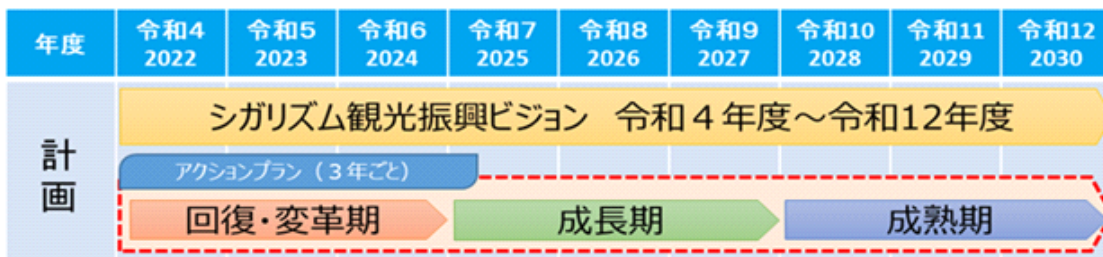 年度 令和4 令和5 令和6 令和7 令和8 令和9 令和10 令和11 令和12
2022 2023 2024 2025 2026 2027 2028 2029 2030
計画
シガリズム観光振興ビジョン 令和４年度～令和12年度
アクションプラン（３年ごと）
回復・変革期 成長期 成熟期